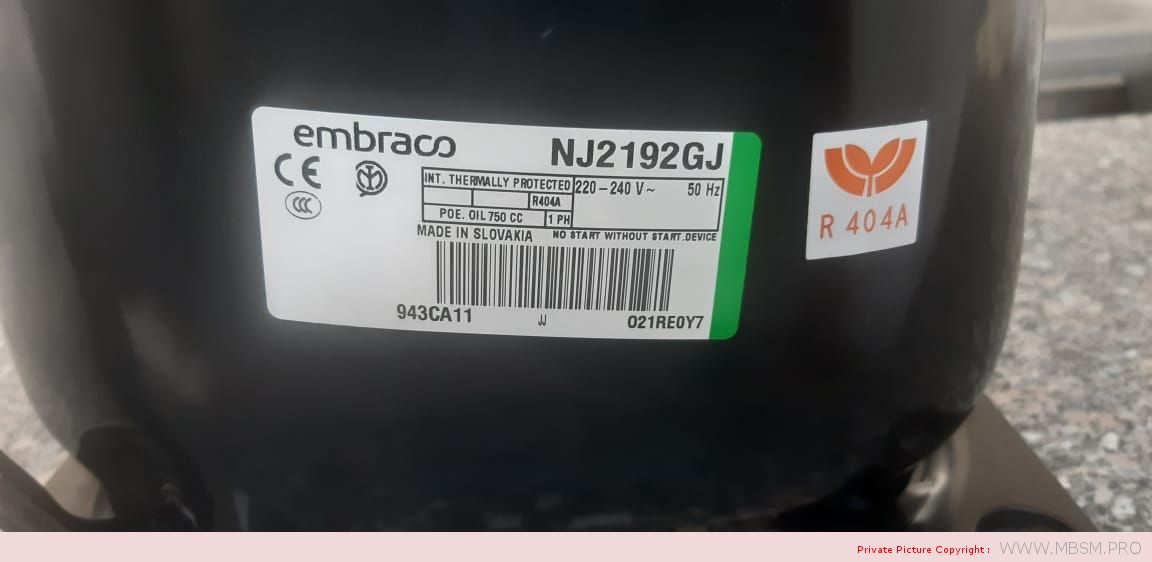 embraco
NJ2192GJ
CE
CCC
INT. THERMALLY PROTECTED
220-240 V~ 50 Hz
R404A
POE. OIL 750 CC
1 PH
MADE IN SLOVAKIA
NO START WITHOUT START.DEVICE
943CA11
JJ
021RE0Y7
R 404A
Private Picture Copyright : WWW.MBSM.PRO